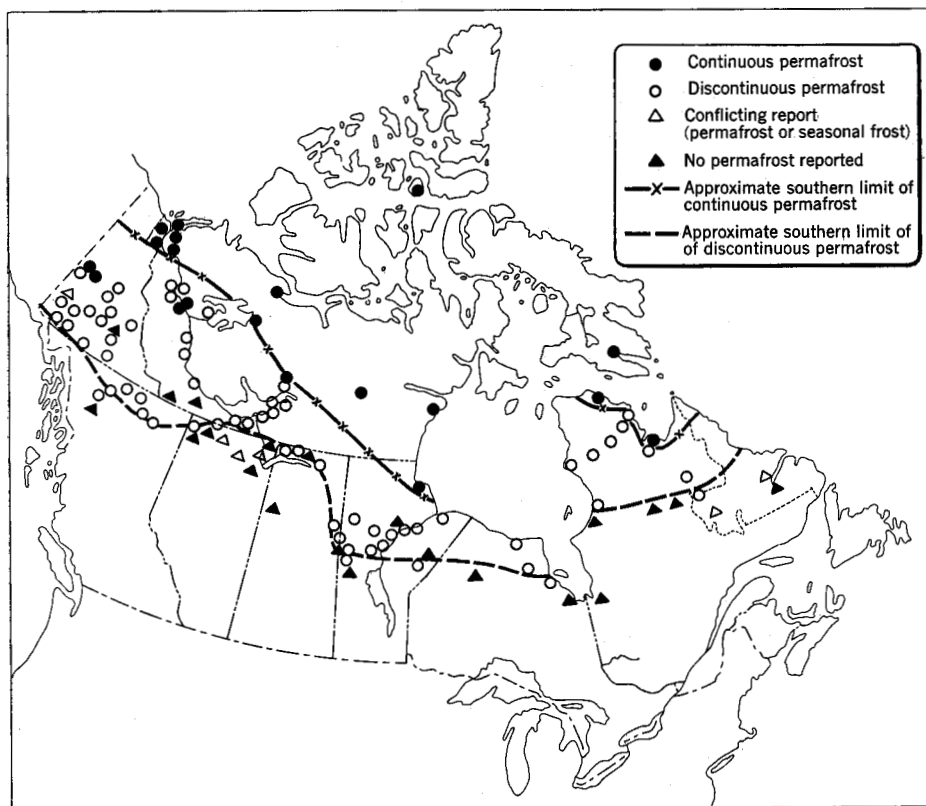 Continuous permafrost
Discontinuous permafrost
Conflicting report
(permafrost or seasonal frost)
No permafrost reported
Approximate southern limit of
continuous permafrost
Approximate southern limit of
of discontinuous permafrost